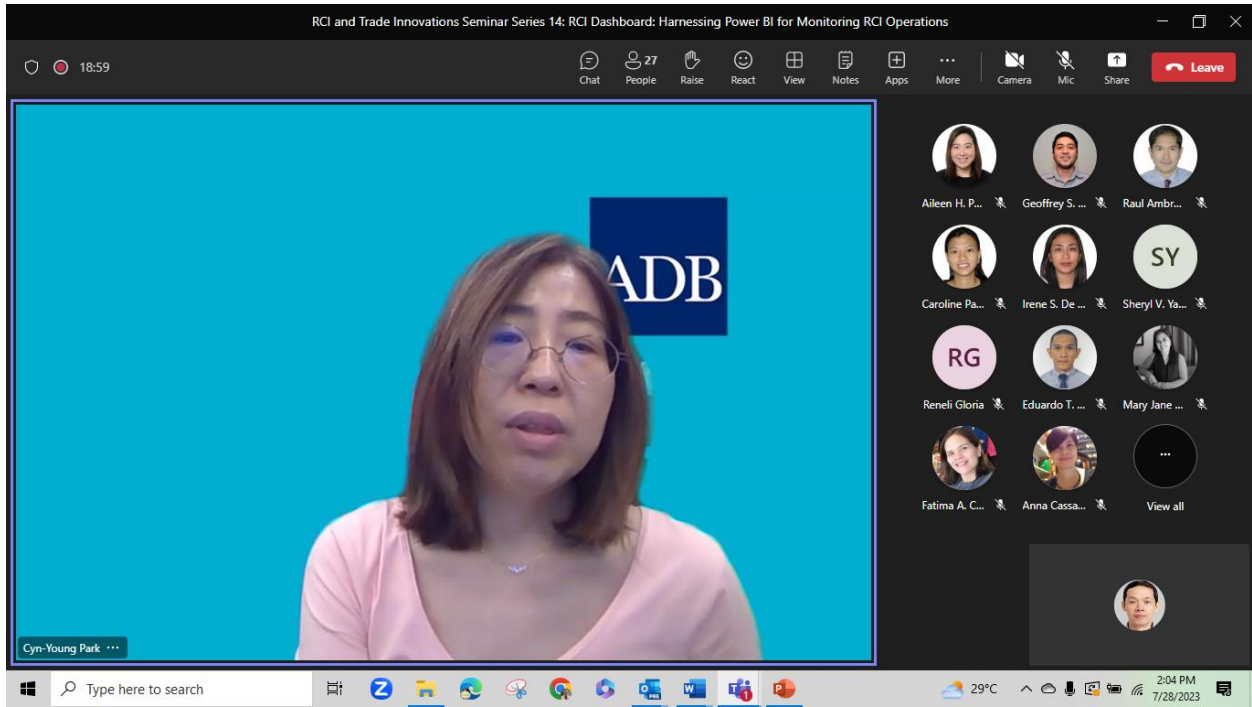 RCI and Trade Innovations Seminar Series 14: RCI Dashboard: Harnessing Power BI for Monitoring RCI Operations
18:59
27
Chat People Raise React View Notes Apps More Camera Mic Share Leave
ADB
Aileen H. P... Geoffrey S. ... Raul Ambr...
SY
Caroline Pa... Irene S. De ... Sheryl V. Ya...
RG
Reneli Gloria Eduardo T. ... Mary Jane ...
Fatima A. C... Anna Cassa... View all
Cyn-Young Park ···
Type here to search
29°C
2:04 PM
7/28/2023